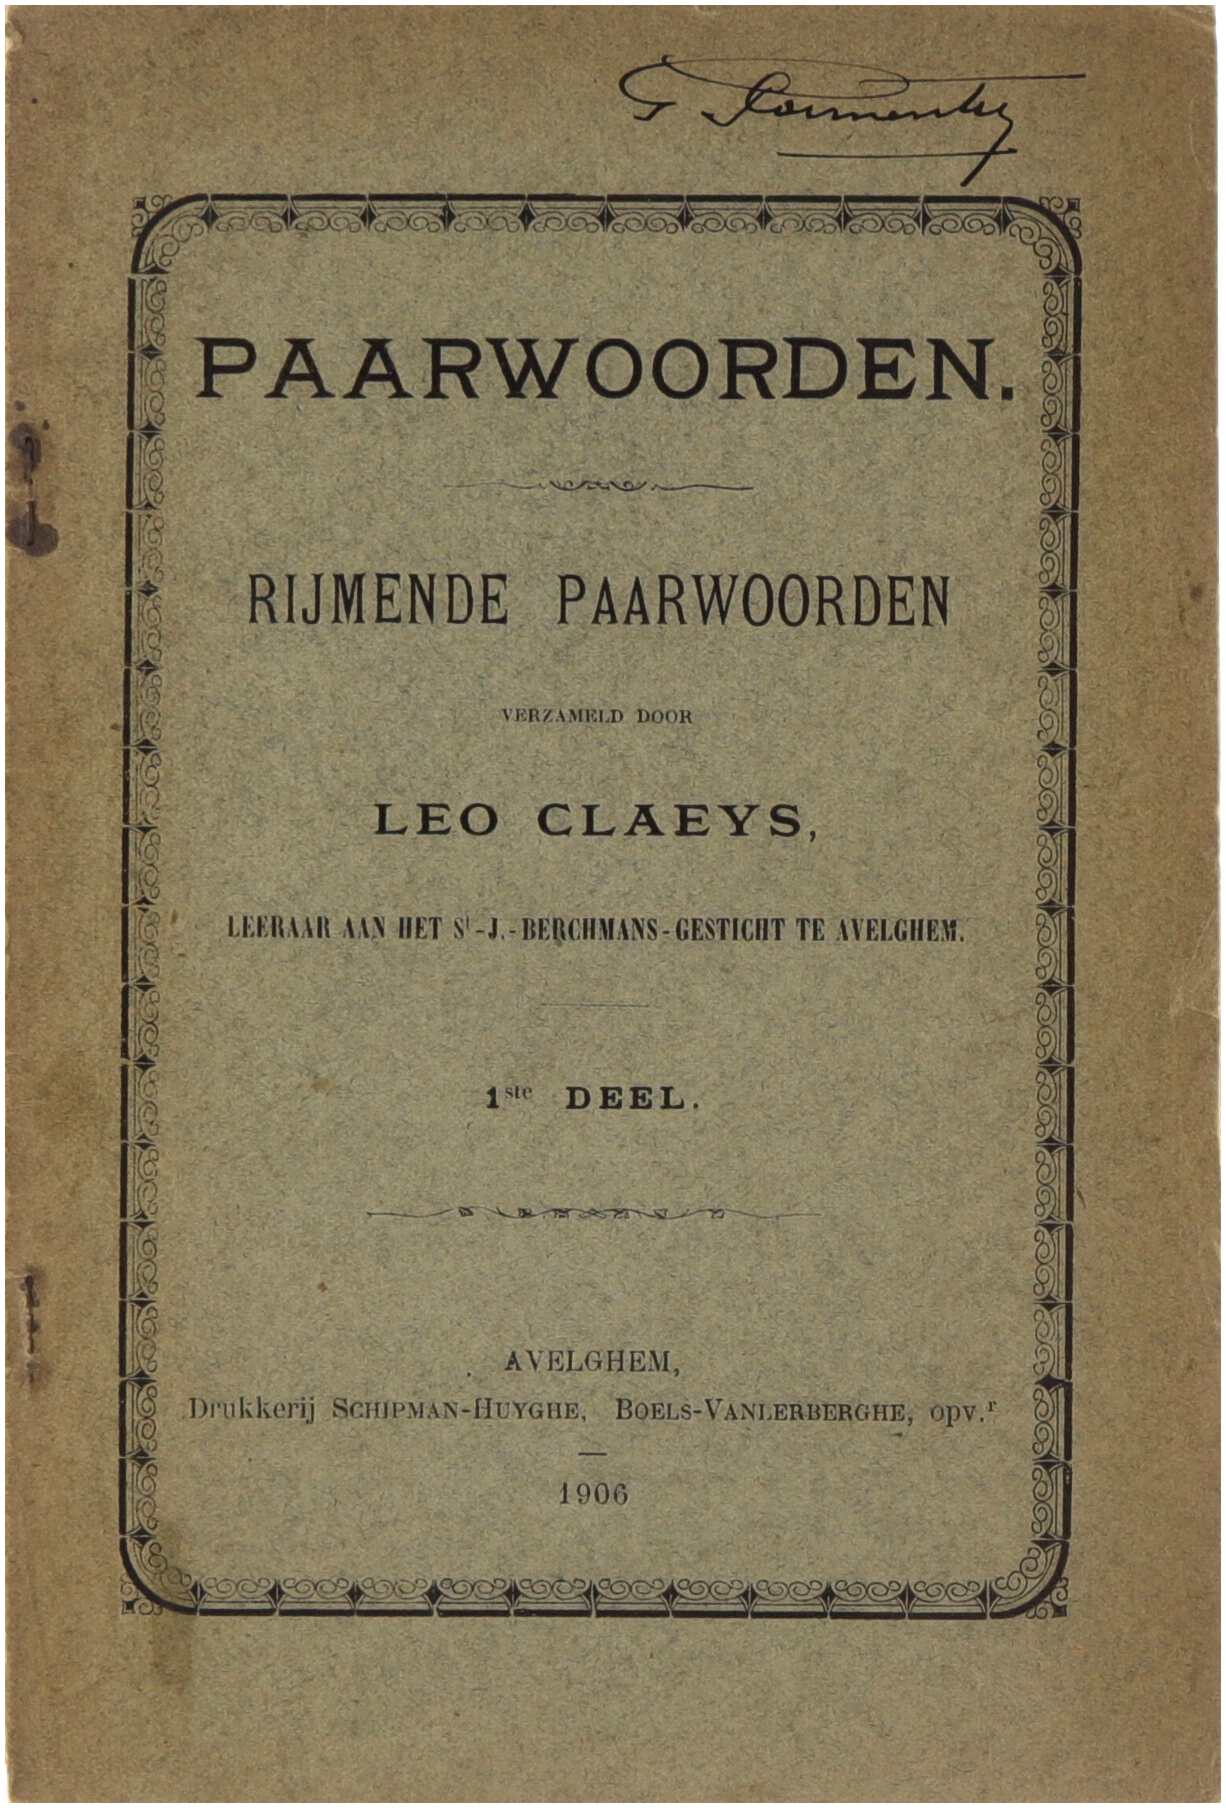 PAARWOORDEN.
RIJMENDE PAARWOORDEN
VERZAMELD DOOR
LEO CLAEYS,
LEERAAR AAN HET Sᵗ-J.-BERCHMANS-GESTICHT TE AVELGHEM.
1ˢᵗᵉ DEEL.
AVELGHEM,
Drukkerij SCHIPMAN-HUYGHE, BOELS-VANLERBERGHE, opv.ʳ
1906